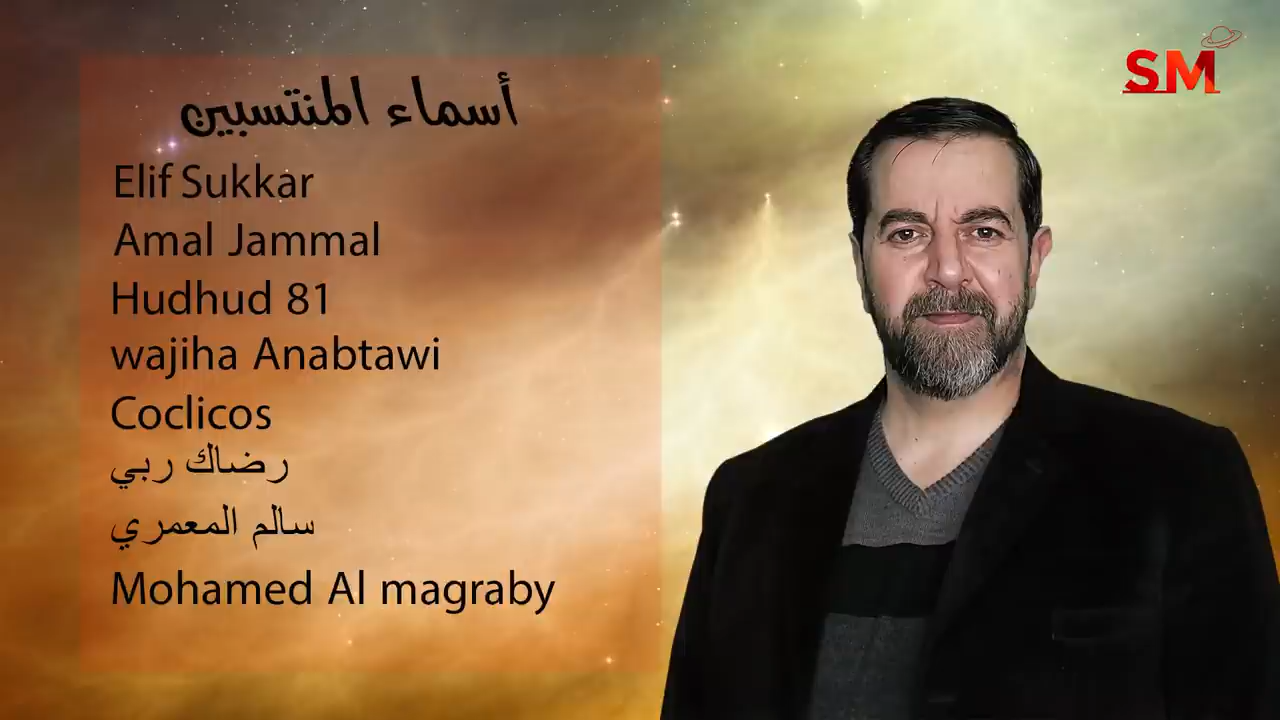 SM
أسماء المنتسبين
Elif Sukkar
Amal Jammal
Hudhud 81
wajiha Anabtawi
Coclicos
رضاك ربي
سالم المعمري
Mohamed Al magraby